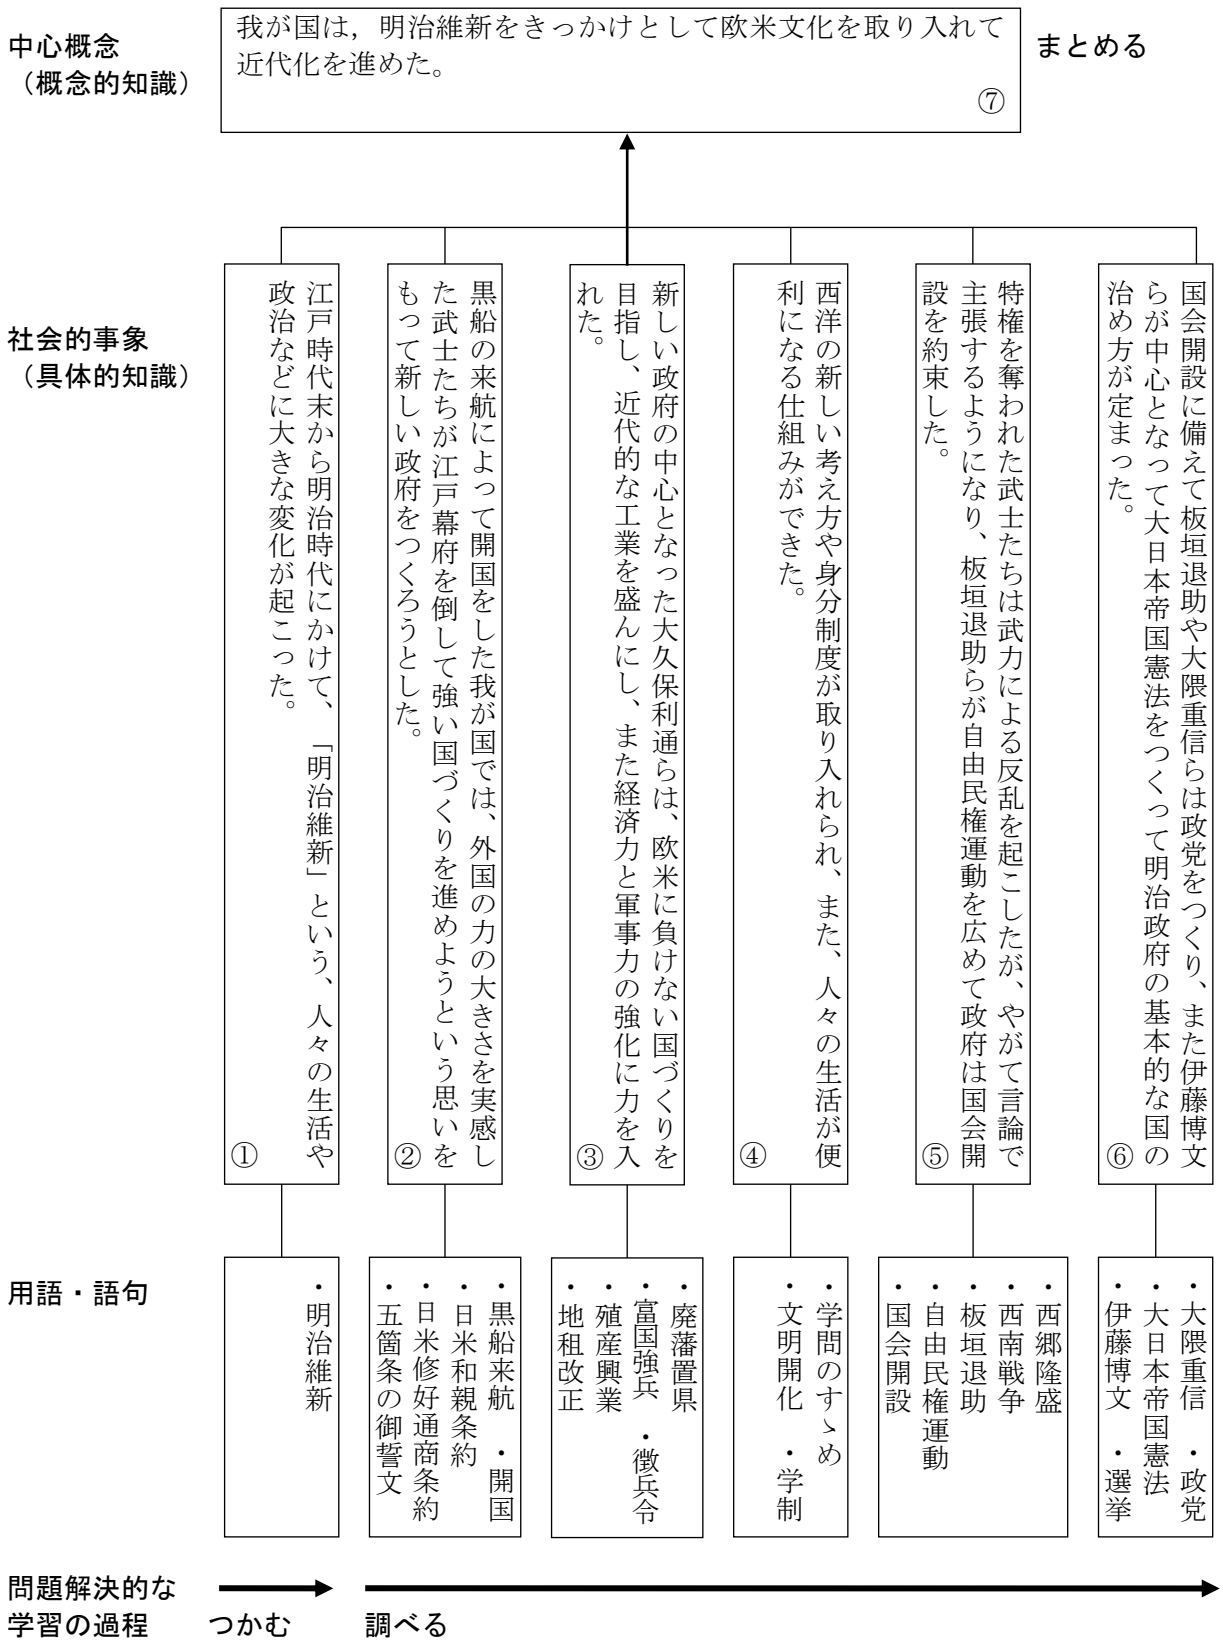 中心概念
（概念的知識）
我が国は，明治維新をきっかけとして欧米文化を取り入れて
近代化を進めた。
⑦
まとめる
社会的事象
（具体的知識）
江戸時代末から明治時代にかけて、「明治維新」という、人々の生活や
政治などに大きな変化が起こった。
①
黒船の来航によって開国をした我が国では、外国の力の大きさを実感し
た武士たちが江戸幕府を倒して強い国づくりを進めようという思いを
もって新しい政府をつくろうとした。
②
新しい政府の中心となった大久保利通らは、欧米に負けない国づくりを
目指し、近代的な工業を盛んにし、また経済力と軍事力の強化に力を入
れた。
③
西洋の新しい考え方や身分制度が取り入れられ、また、人々の生活が便
利になる仕組みができた。
④
特権を奪われた武士たちは武力による反乱を起こしたが、やがて言論で
主張するようになり、板垣退助らが自由民権運動を広めて政府は国会開
設を約束した。
⑤
国会開設に備えて板垣退助や大隈重信らは政党をつくり、また伊藤博文
らが中心となって大日本帝国憲法をつくって明治政府の基本的な国の
治め方が定まった。
⑥
用語・語句
・明治維新
・黒船来航　・開国
・日米和親条約
・日米修好通商条約
・五箇条の御誓文
・廃藩置県
・富国強兵　・徴兵令
・殖産興業
・地租改正
・学問のすゝめ
・文明開化　・学制
・西郷隆盛
・西南戦争
・板垣退助
・自由民権運動
・国会開設
・大隈重信　・政党
・大日本帝国憲法
・伊藤博文　・選挙
問題解決的な
学習の過程
つかむ
調べる